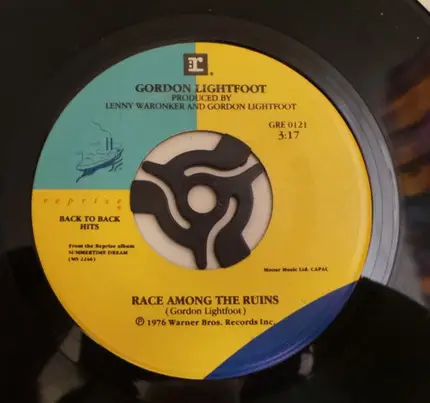 r
GORDON LIGHTFOOT
PRODUCED BY
LENNY WARONKER AND GORDON LIGHTFOOT
GRE 0121
3:17
reprise
BACK TO BACK
HITS
From the Reprise album
SUMMERTIME DREAM
(MS 2246)
Moose Music Ltd. CAPAC
RACE AMONG THE RUINS
(Gordon Lightfoot)
℗ 1976 Warner Bros. Records Inc.